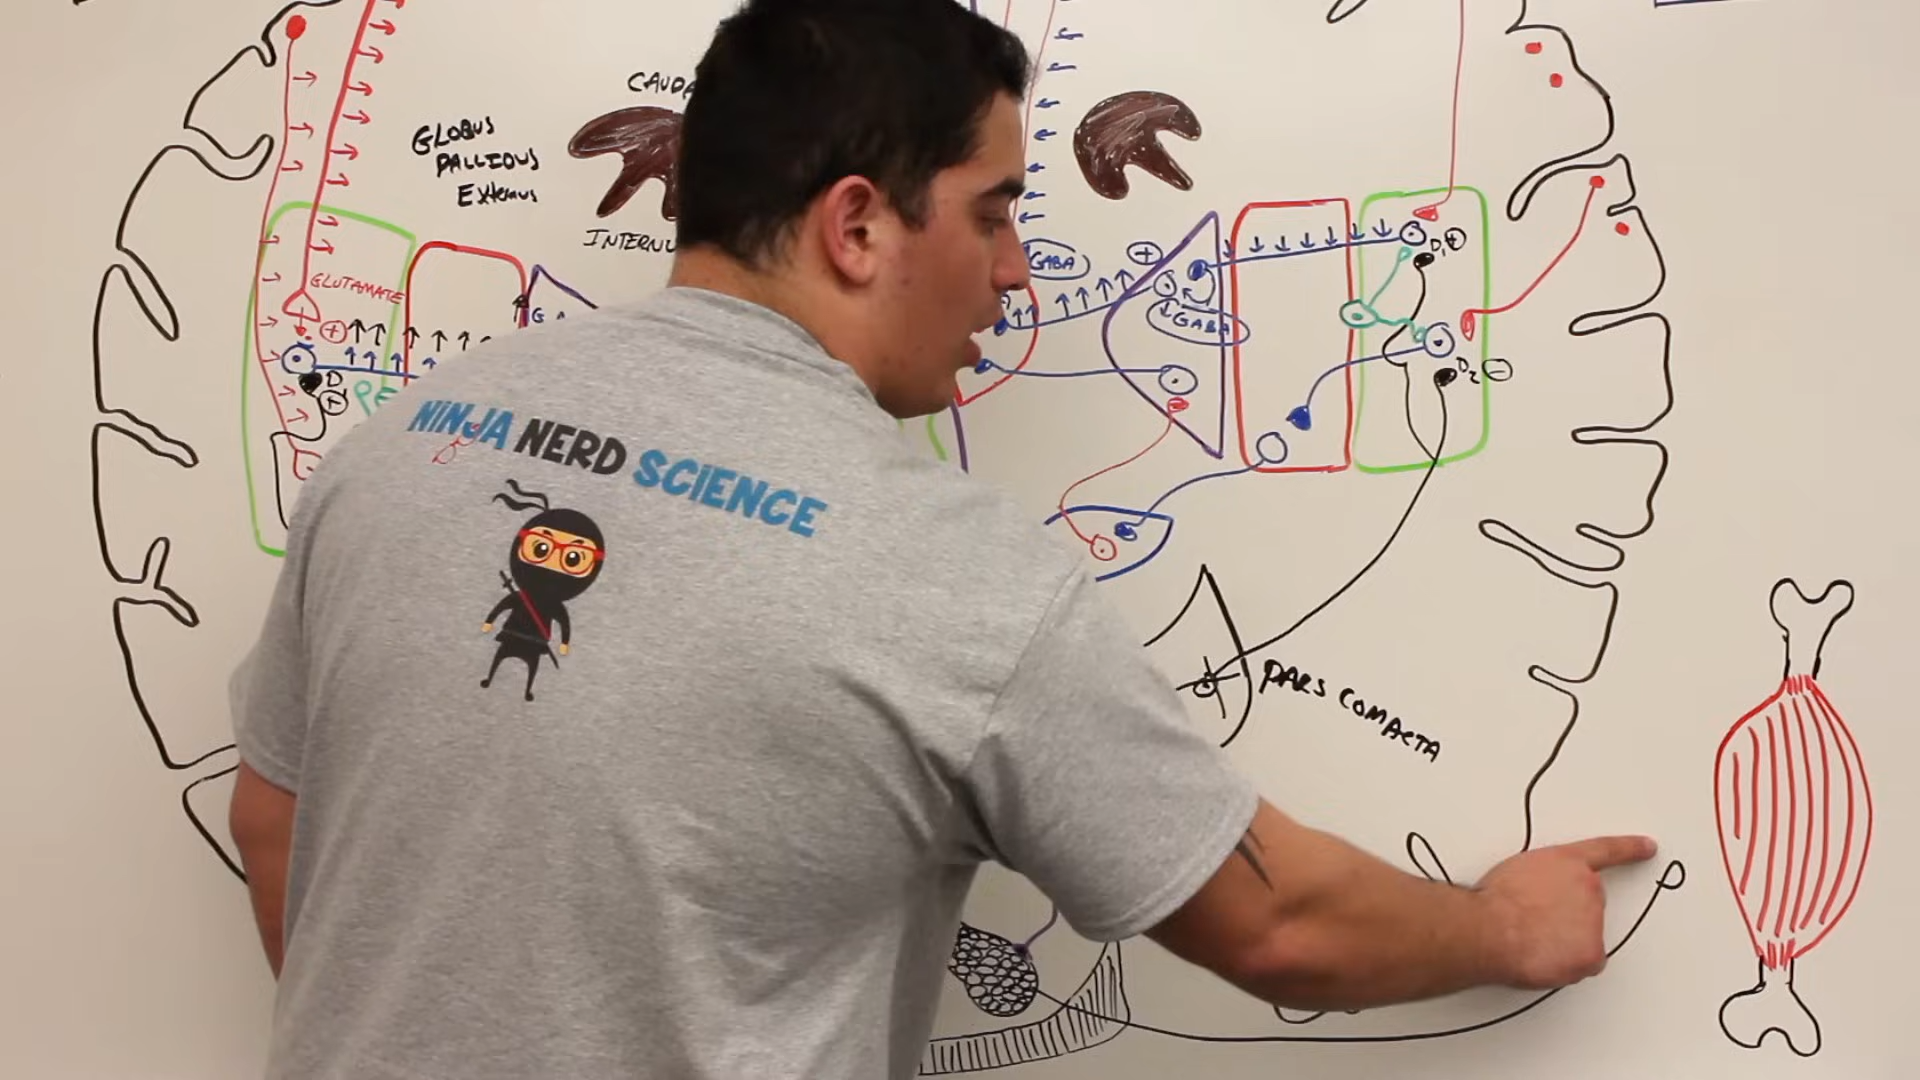 CAUDA
GLOBUS
PALLIDUS
Externus
INTERNU
GABA
GABA
GLUTAMATE
D₁
D₂
NINJA NERD SCIENCE
PARS COMPACTA